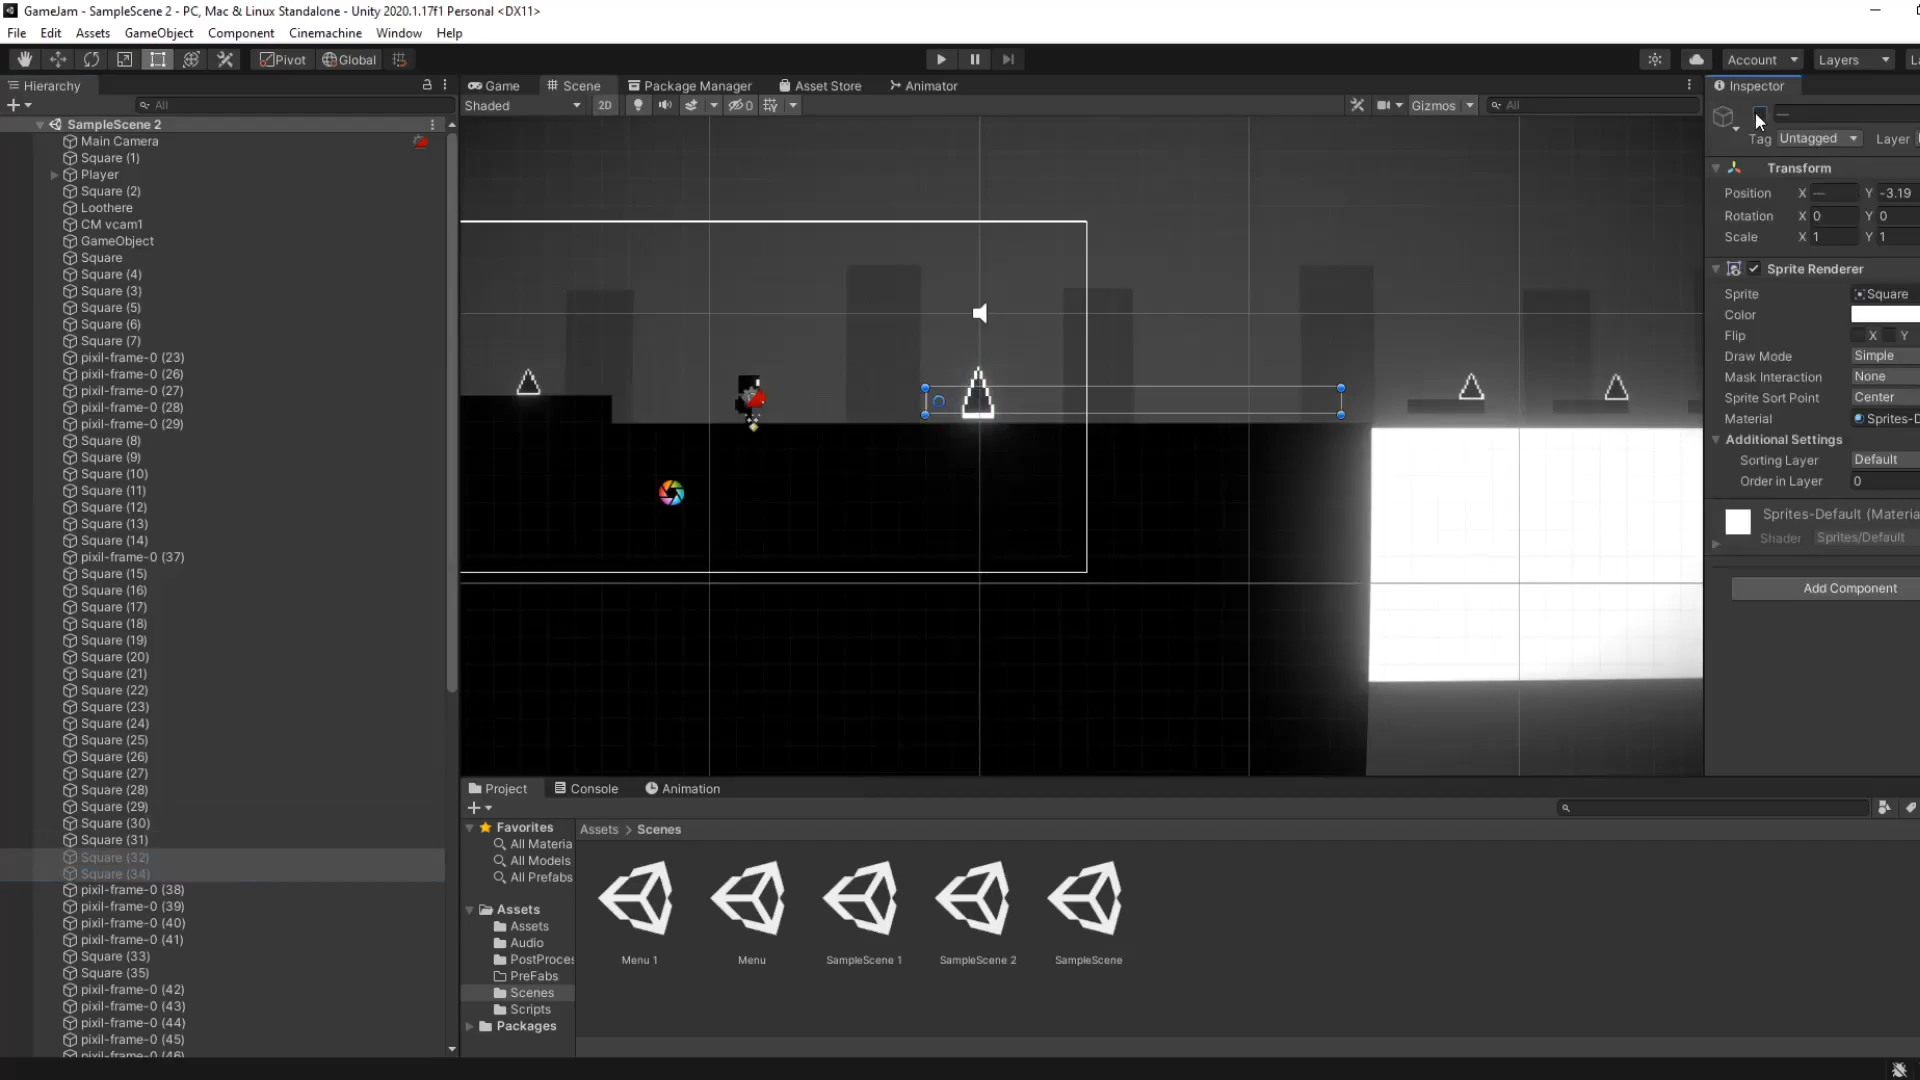 GameJam - SampleScene 2 - PC, Mac & Linux Standalone - Unity 2020.1.17f1 Personal <DX11>
File Edit Assets GameObject Component Cinemachine Window Help
Pivot Global Account Layers
Hierarchy
All
SampleScene 2
Main Camera
Square (1)
Player
Square (2)
Loothere
CM vcam1
GameObject
Square
Square (4)
Square (3)
Square (5)
Square (6)
Square (7)
pixil-frame-0 (23)
pixil-frame-0 (26)
pixil-frame-0 (27)
pixil-frame-0 (28)
pixil-frame-0 (29)
Square (8)
Square (9)
Square (10)
Square (11)
Square (12)
Square (13)
Square (14)
pixil-frame-0 (37)
Square (15)
Square (16)
Square (17)
Square (18)
Square (19)
Square (20)
Square (21)
Square (22)
Square (23)
Square (24)
Square (25)
Square (26)
Square (27)
Square (28)
Square (29)
Square (30)
Square (31)
Square (32)
Square (34)
pixil-frame-0 (38)
pixil-frame-0 (39)
pixil-frame-0 (40)
pixil-frame-0 (41)
Square (33)
Square (35)
pixil-frame-0 (42)
pixil-frame-0 (43)
pixil-frame-0 (44)
pixil-frame-0 (45)
pixil-frame-0 (46)
Game Scene Package Manager Asset Store Animator
Shaded 2D 0 Gizmos All
Inspector
Tag Untagged Layer
Transform
Position X — Y -3.19
Rotation X 0 Y 0
Scale X 1 Y 1
Sprite Renderer
Sprite Square
Color
Flip X Y
Draw Mode Simple
Mask Interaction None
Sprite Sort Point Center
Material Sprites-D
Additional Settings
Sorting Layer Default
Order in Layer 0
Sprites-Default (Materia
Shader Sprites/Default
Add Component
Project Console Animation
Favorites
All Materia
All Models
All Prefabs
Assets
Assets
Audio
PostProces
PreFabs
Scenes
Scripts
Packages
Assets > Scenes
Menu 1 Menu SampleScene 1 SampleScene 2 SampleScene